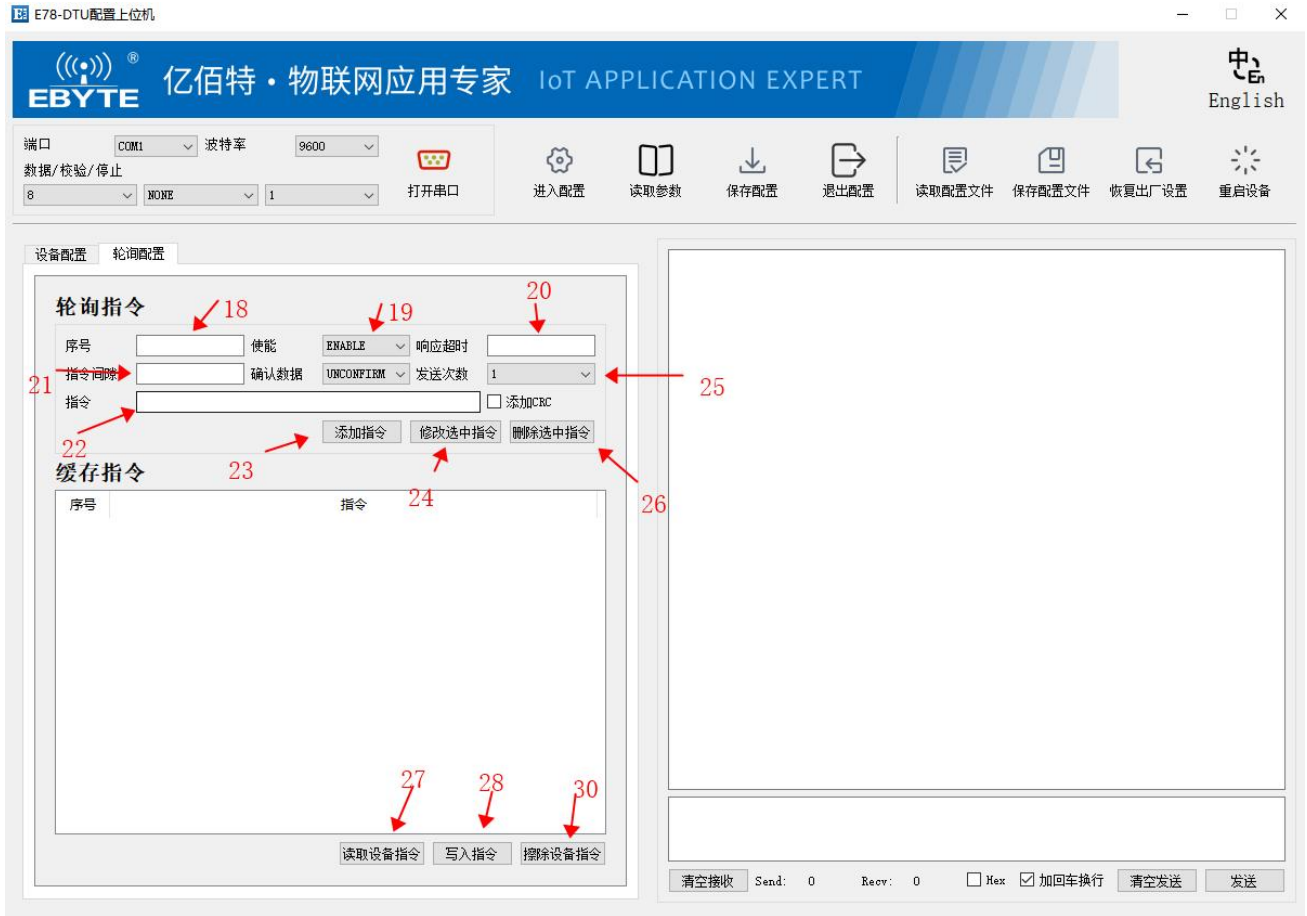 E78-DTU配置上位机
EBYTE ® 亿佰特·物联网应用专家 IoT APPLICATION EXPERT
中 En
English
端口 COM1 波特率 9600
数据/校验/停止
8 NONE 1
打开串口 进入配置 读取参数 保存配置 退出配置 读取配置文件 保存配置文件 恢复出厂设置 重启设备
设备配置 轮询配置
轮询指令 18 19 20
序号 使能 ENABLE 响应超时
21 指令间隙 确认数据 UNCONFIRM 发送次数 1 25
22 指令 添加CRC
23 添加指令 24 修改选中指令 26 删除选中指令
缓存指令
序号 指令
27 28 30
读取设备指令 写入指令 擦除设备指令
清空接收 Send: 0 Recv: 0 Hex 加回车换行 清空发送 发送